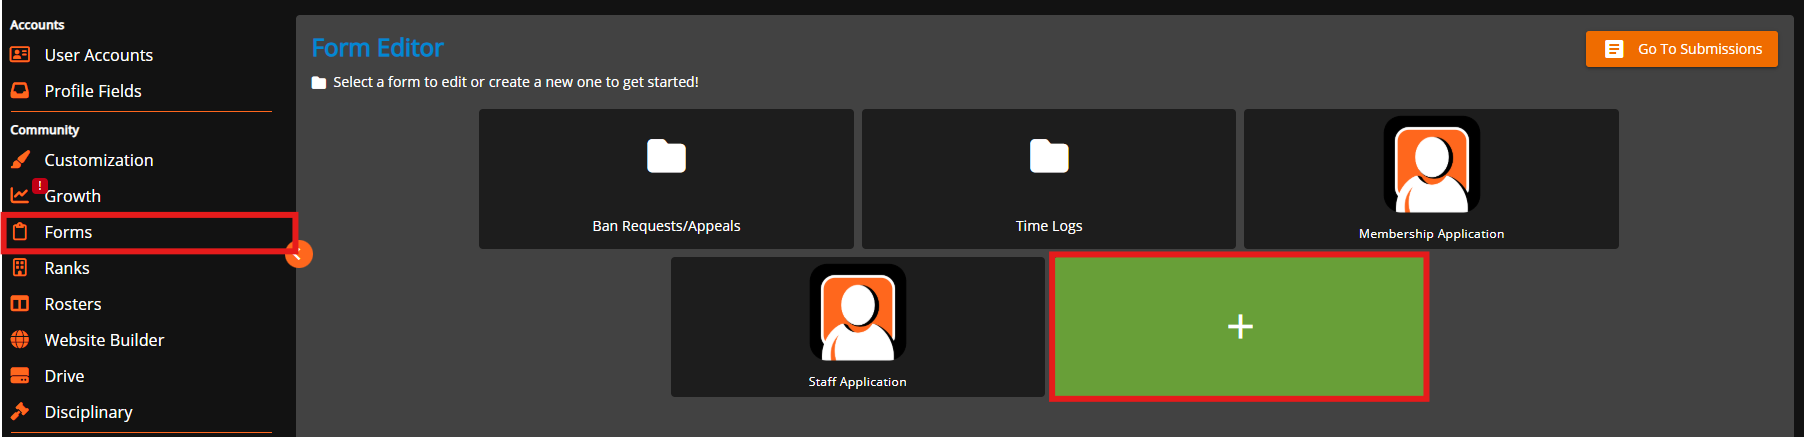 Accounts
User Accounts
Profile Fields
Community
Customization
!
Growth
Forms
Ranks
Rosters
Website Builder
Drive
Disciplinary
Form Editor
Go To Submissions
Select a form to edit or create a new one to get started!
Ban Requests/Appeals
Time Logs
Membership Application
Staff Application
+